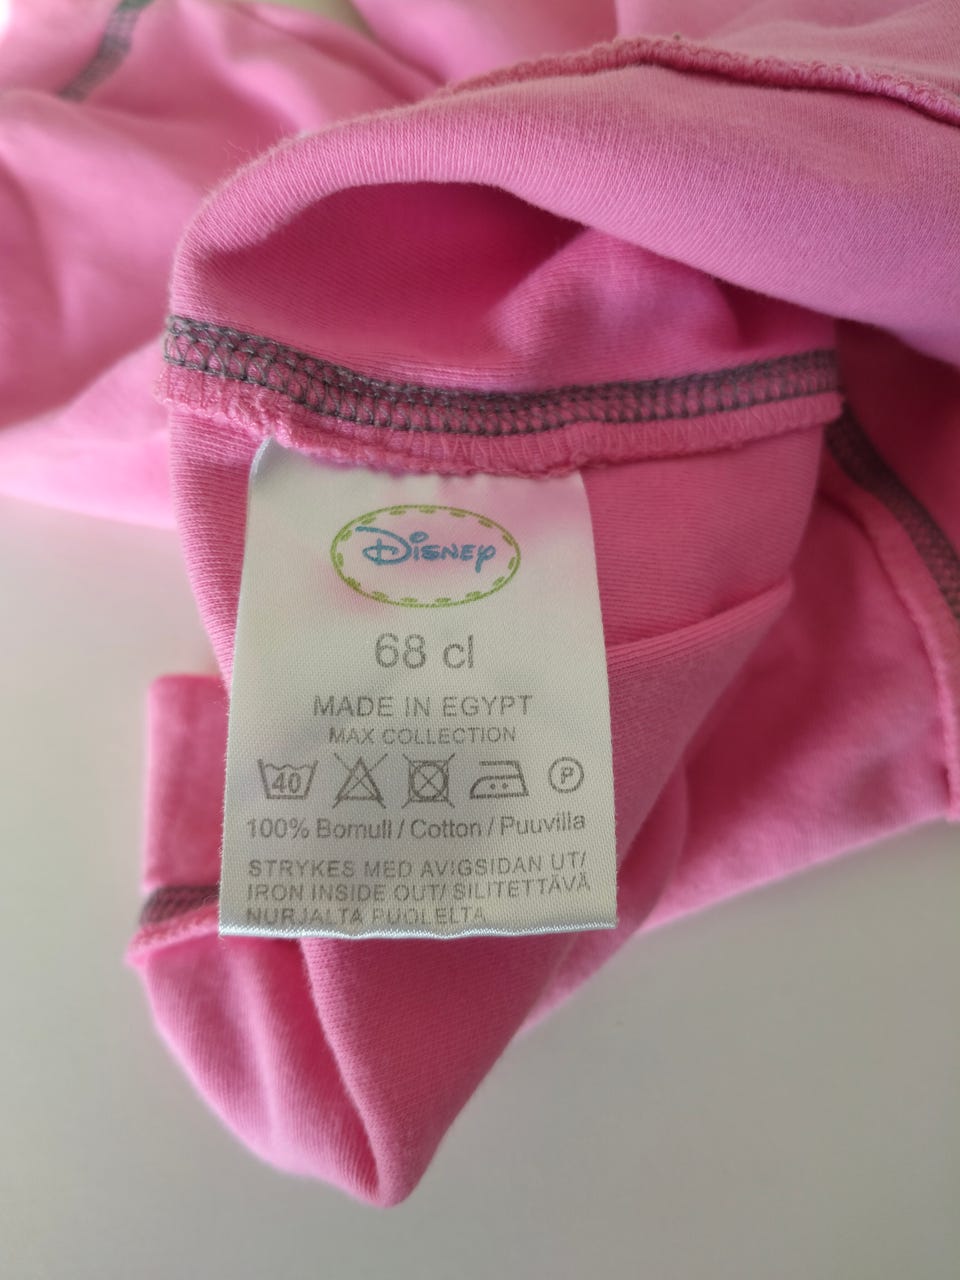 Disney
68 cl
MADE IN EGYPT
MAX COLLECTION
40 P
100% Bomull / Cotton / Puuvilla
STRYKES MED AVIGSIDAN UT/
IRON INSIDE OUT/ SILITETTÄVÄ
NURJALTA PUOLELTA